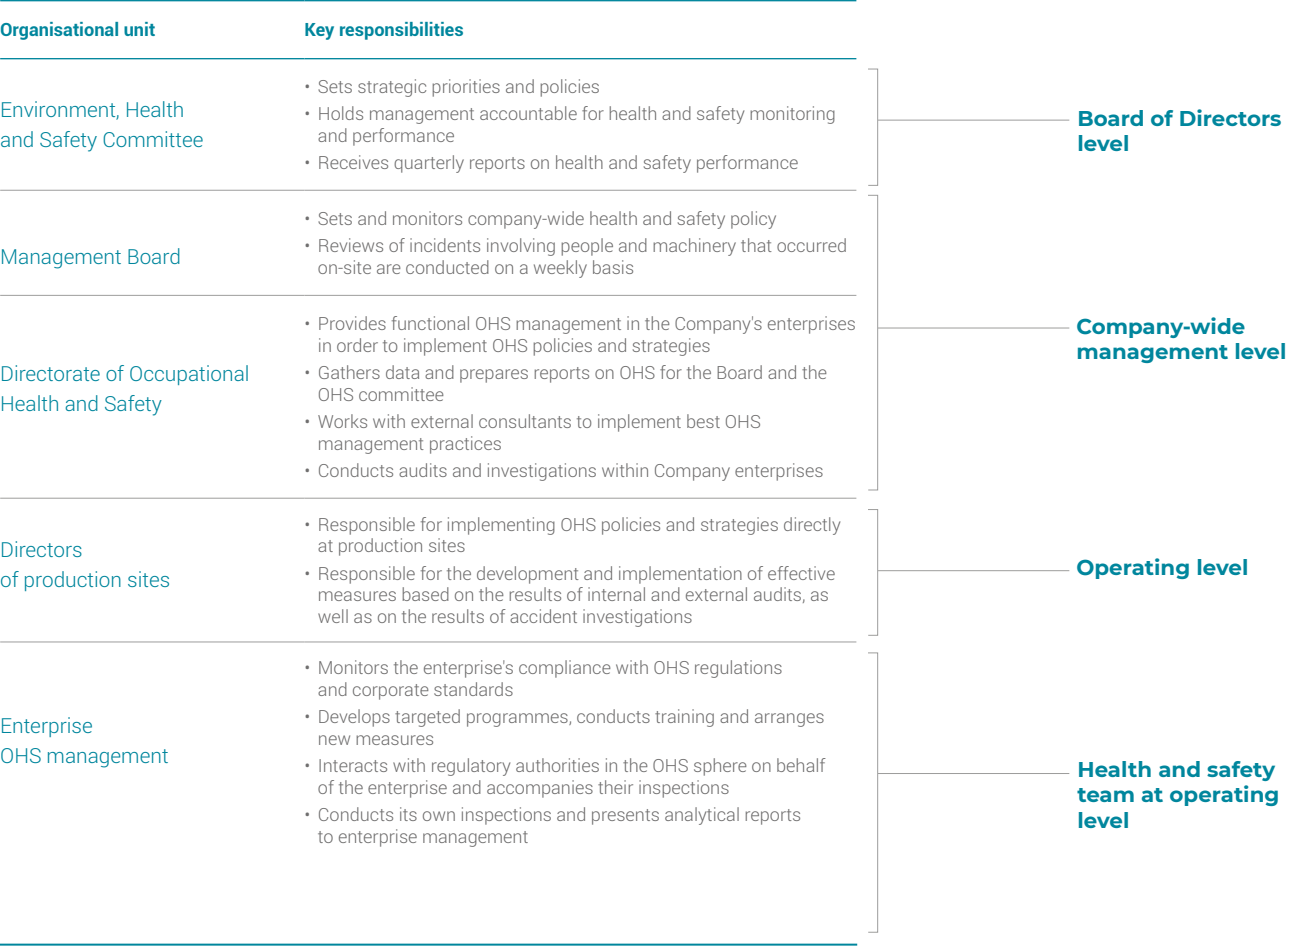 Organisational unit
Key responsibilities
Environment, Health
and Safety Committee
• Sets strategic priorities and policies
• Holds management accountable for health and safety monitoring
and performance
• Receives quarterly reports on health and safety performance
Board of Directors
level
Management Board
• Sets and monitors company-wide health and safety policy
• Reviews of incidents involving people and machinery that occurred
on-site are conducted on a weekly basis
Directorate of Occupational
Health and Safety
• Provides functional OHS management in the Company's enterprises
in order to implement OHS policies and strategies
• Gathers data and prepares reports on OHS for the Board and the
OHS committee
• Works with external consultants to implement best OHS
management practices
• Conducts audits and investigations within Company enterprises
Company-wide
management level
Directors
of production sites
• Responsible for implementing OHS policies and strategies directly
at production sites
• Responsible for the development and implementation of effective
measures based on the results of internal and external audits, as
well as on the results of accident investigations
Operating level
Enterprise
OHS management
• Monitors the enterprise's compliance with OHS regulations
and corporate standards
• Develops targeted programmes, conducts training and arranges
new measures
• Interacts with regulatory authorities in the OHS sphere on behalf
of the enterprise and accompanies their inspections
• Conducts its own inspections and presents analytical reports
to enterprise management
Health and safety
team at operating
level